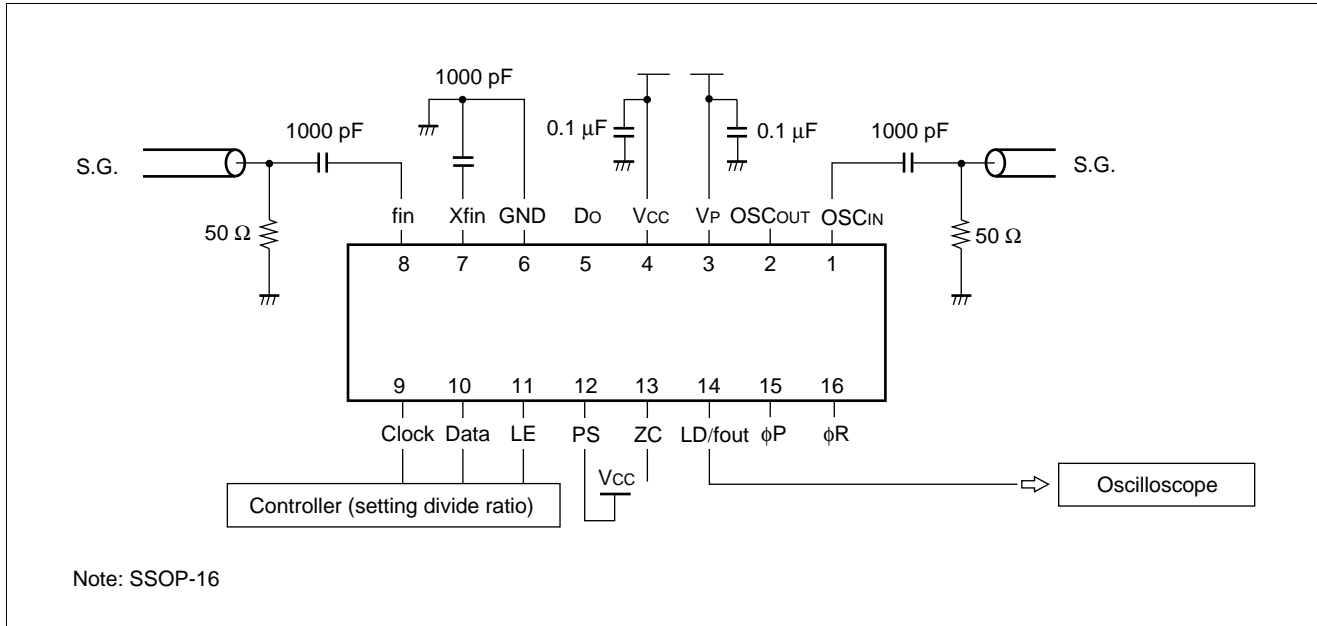 1000 pF
1000 pF
0.1 µF
0.1 µF
1000 pF
S.G.
S.G.
50 Ω
50 Ω
fin Xfin GND DO VCC VP OSCOUT OSCIN
8 7 6 5 4 3 2 1
9 10 11 12 13 14 15 16
Clock Data LE PS ZC LD/fout φP φR
VCC
Controller (setting divide ratio)
Oscilloscope
Note: SSOP-16